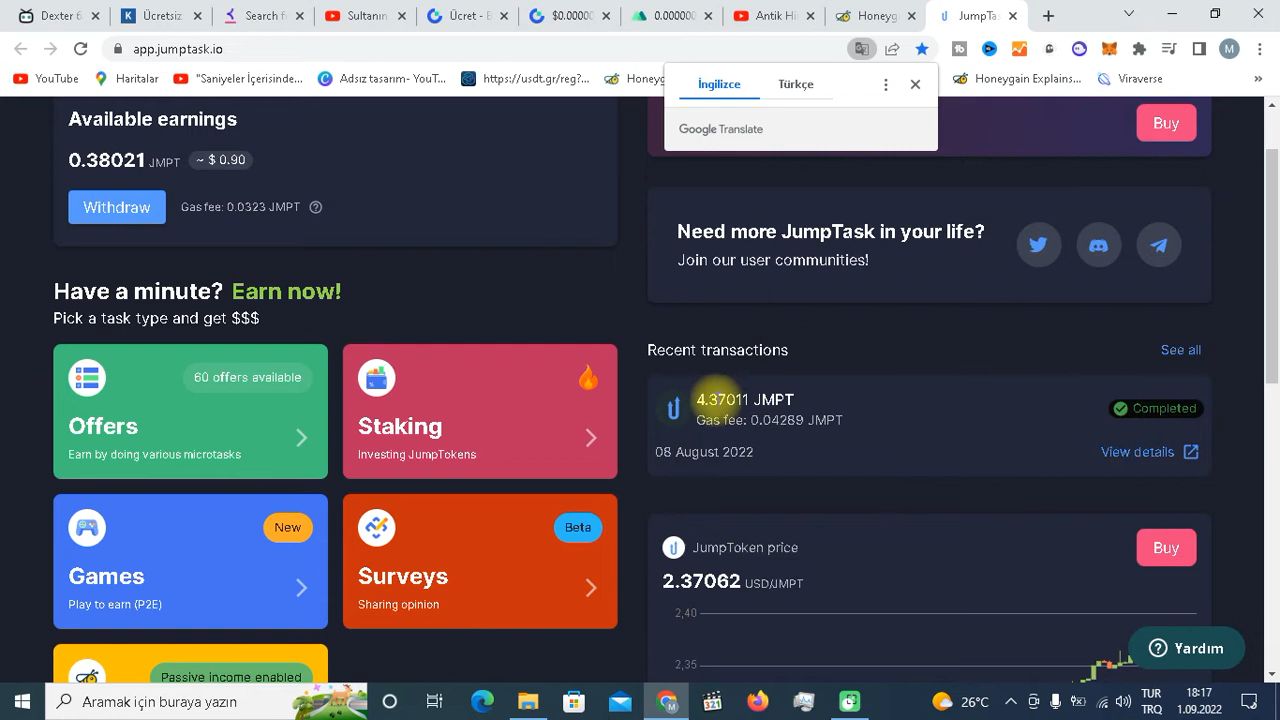 Dexter 6
Ücretsiz
Search f
Sultanın
Ücret - E
$0.00000
0.000000
Antik Hi
Honeyg
JumpTa
app.jumptask.io
M
YouTube
Haritalar
"Saniyeler İçerisinde...
Adsız tasarım- YouT...
https://usdt.gr/reg?...
Honeyg
Honeygain Explains...
Viraverse
»
İngilizce
Türkçe
Google Translate
Available earnings
0.38021 JMPT
~ $ 0.90
Withdraw
Gas fee: 0.0323 JMPT
Buy
Need more JumpTask in your life?
Join our user communities!
Have a minute? Earn now!
Pick a task type and get $$$
60 offers available
Offers
Earn by doing various microtasks
Staking
Investing JumpTokens
New
Games
Play to earn (P2E)
Beta
Surveys
Sharing opinion
Passive income enabled
Recent transactions
See all
4.37011 JMPT
Gas fee: 0.04289 JMPT
Completed
08 August 2022
View details
JumpToken price
Buy
2.37062 USD/JMPT
2,40
2,35
Yardım
Aramak için buraya yazın
26°C
TUR
TRQ
18:17
1.09.2022